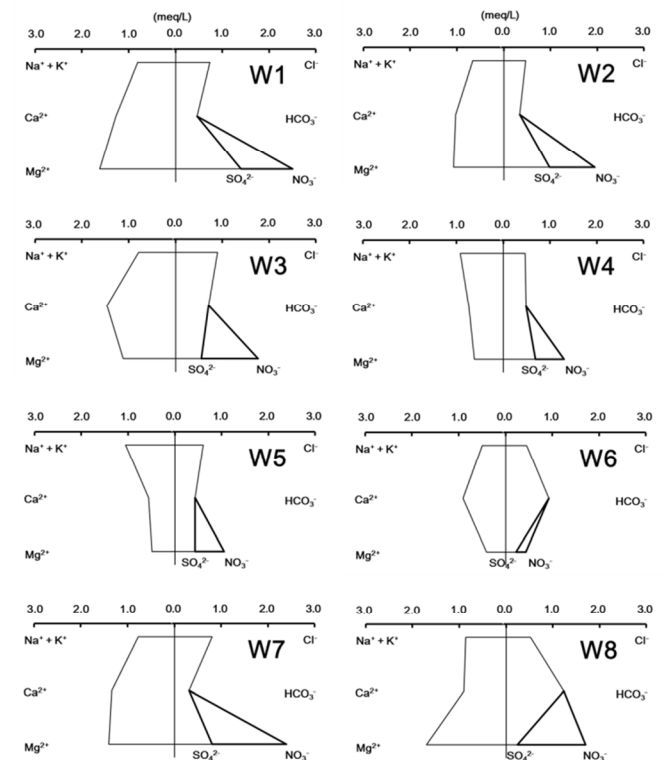 (meq/L) (meq/L)
3.0 2.0 1.0 0.0 1.0 2.0 3.0 3.0 2.0 1.0 0.0 1.0 2.0 3.0
Na⁺ + K⁺ W1 Cl⁻ Na⁺ + K⁺ W2 Cl⁻
Ca²⁺ HCO₃⁻ Ca²⁺ HCO₃⁻
Mg²⁺ SO₄²⁻ NO₃⁻ Mg²⁺ SO₄²⁻ NO₃⁻
3.0 2.0 1.0 0.0 1.0 2.0 3.0 3.0 2.0 1.0 0.0 1.0 2.0 3.0
Na⁺ + K⁺ W3 Cl⁻ Na⁺ + K⁺ W4 Cl⁻
Ca²⁺ HCO₃⁻ Ca²⁺ HCO₃⁻
Mg²⁺ SO₄²⁻ NO₃⁻ Mg²⁺ SO₄²⁻ NO₃⁻
3.0 2.0 1.0 0.0 1.0 2.0 3.0 3.0 2.0 1.0 0.0 1.0 2.0 3.0
Na⁺ + K⁺ W5 Cl⁻ Na⁺ + K⁺ W6 Cl⁻
Ca²⁺ HCO₃⁻ Ca²⁺ HCO₃⁻
Mg²⁺ SO₄²⁻ NO₃⁻ Mg²⁺ SO₄²⁻ NO₃⁻
3.0 2.0 1.0 0.0 1.0 2.0 3.0 3.0 2.0 1.0 0.0 1.0 2.0 3.0
Na⁺ + K⁺ W7 Cl⁻ Na⁺ + K⁺ W8 Cl⁻
Ca²⁺ HCO₃⁻ Ca²⁺ HCO₃⁻
Mg²⁺ SO₄²⁻ NO₃⁻ Mg²⁺ SO₄²⁻ NO₃⁻